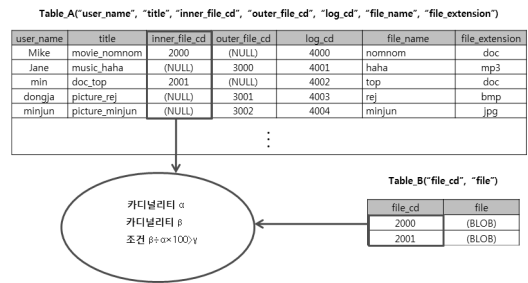 Table_A("user_name", "title", "inner_file_cd", "outer_file_cd", "log_cd", "file_name", "file_extension")
user_name title inner_file_cd outer_file_cd log_cd file_name file_extension
Mike movie_nomnom 2000 (NULL) 4000 nomnom doc
Jane music_haha (NULL) 3000 4001 haha mp3
min doc_top 2001 (NULL) 4002 top doc
dongja picture_rej (NULL) 3001 4003 rej bmp
minjun picture_minjun (NULL) 3002 4004 minjun jpg
⋮
Table_B("file_cd", "file")
카디널리티 α
카디널리티 β
조건 β÷α×100>γ
file_cd file
2000 (BLOB)
2001 (BLOB)